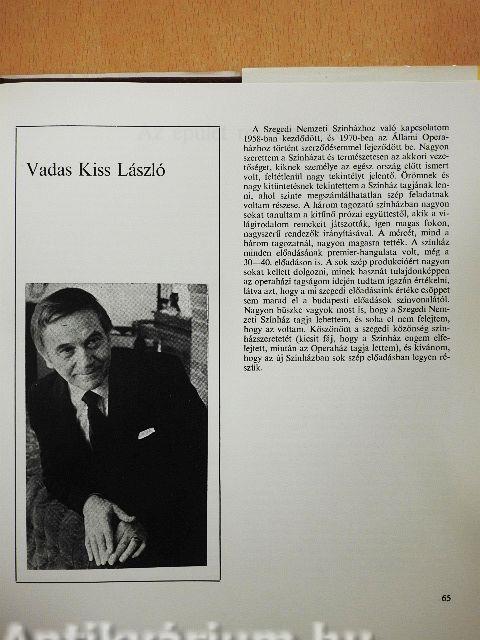 Vadas Kiss László
A Szegedi Nemzeti Színházhoz való kapcsolatom
1958-ban kezdődött, és 1970-ben az Állami Opera-
házhoz történt szerződésemmel fejeződött be. Nagyon
szerettem a Színházat és természetesen az akkori veze-
tőséget, kiknek személye az egész ország előtt ismert
volt, feltétlenül nagy tekintélyt jelentő. Örömnek és
nagy kitüntetésnek tekintettem a Színház tagjának len-
ni, ahol szinte megszámlálhatatlan szép feladatnak
voltam részese. A három tagozatú színházban nagyon
sokat tanultam a kitűnő prózai együttestől, akik a vi-
lágirodalom remekeit játszották, igen magas fokon,
nagyszerű rendezők irányításával. A mércét, mind a
három tagozatnál, nagyon magasra tették. A színház
minden előadásának premier-hangulata volt, még a
30—40. előadáson is. A sok szép produkcióért nagyon
sokat kellett dolgozni, minek hasznát tulajdonképpen
az operaházi tagságom idején tudtam igazán értékelni,
látva azt, hogy a mi szegedi előadásaink értéke csöppet
sem marad el a budapesti előadások színvonalától.
Nagyon büszke vagyok most is, hogy a Szegedi Nem-
zeti Színház tagja lehettem, és soha el nem felejtem,
hogy az voltam. Köszönöm a szegedi közönség szín-
házszeretetét (kicsit fáj, hogy a Színház engem elfe-
lejtett, miután az Operaház tagja lettem), és kívánom,
hogy az új Színházban sok szép előadásban legyen ré-
szük.
65
Antikvárium.hu